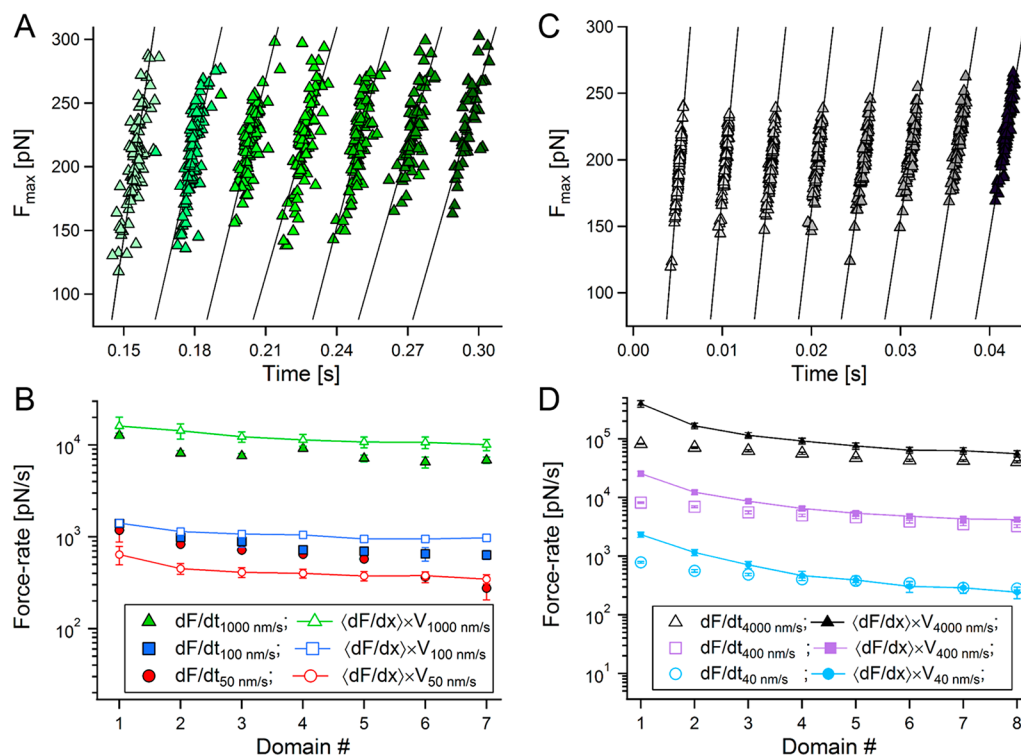 A
F_max [pN]
300
250
200
150
100
0.15
0.18
0.21
0.24
0.27
0.30
Time [s]
C
F_max [pN]
300
250
200
150
100
0.00
0.01
0.02
0.03
0.04
Time [s]
B
Force-rate [pN/s]
10^4
10^3
10^2
dF/dt_1000 nm/s; ⟨dF/dx⟩×V_1000 nm/s
dF/dt_100 nm/s; ⟨dF/dx⟩×V_100 nm/s
dF/dt_50 nm/s; ⟨dF/dx⟩×V_50 nm/s
1
2
3
4
5
6
7
Domain #
D
Force-rate [pN/s]
10^5
10^4
10^3
10^2
10^1
dF/dt_4000 nm/s; ⟨dF/dx⟩×V_4000 nm/s;
dF/dt_400 nm/s ; ⟨dF/dx⟩×V_400 nm/s;
dF/dt_40 nm/s ; ⟨dF/dx⟩×V_40 nm/s;
1
2
3
4
5
6
7
8
Domain #